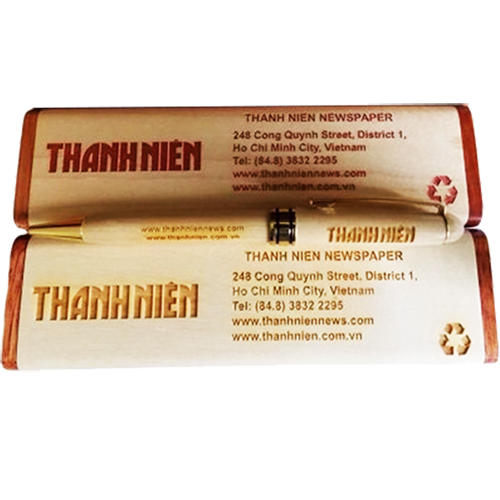 THANH NIEN NEWSPAPER
THANH NIÊN
248 Cong Quynh Street, District 1,
Ho Chi Minh City, Vietnam
Tel: (84.8) 3832 2295
www.thanhniennews.com
www.thanhnien.com.vn
www.thanhniennews.com
www.thanhnien.com.vn
THANH NIÊN
THANH NIEN NEWSPAPER
THANH NIÊN
248 Cong Quynh Street, District 1,
Ho Chi Minh City, Vietnam
Tel: (84.8) 3832 2295
www.thanhniennews.com
www.thanhnien.com.vn